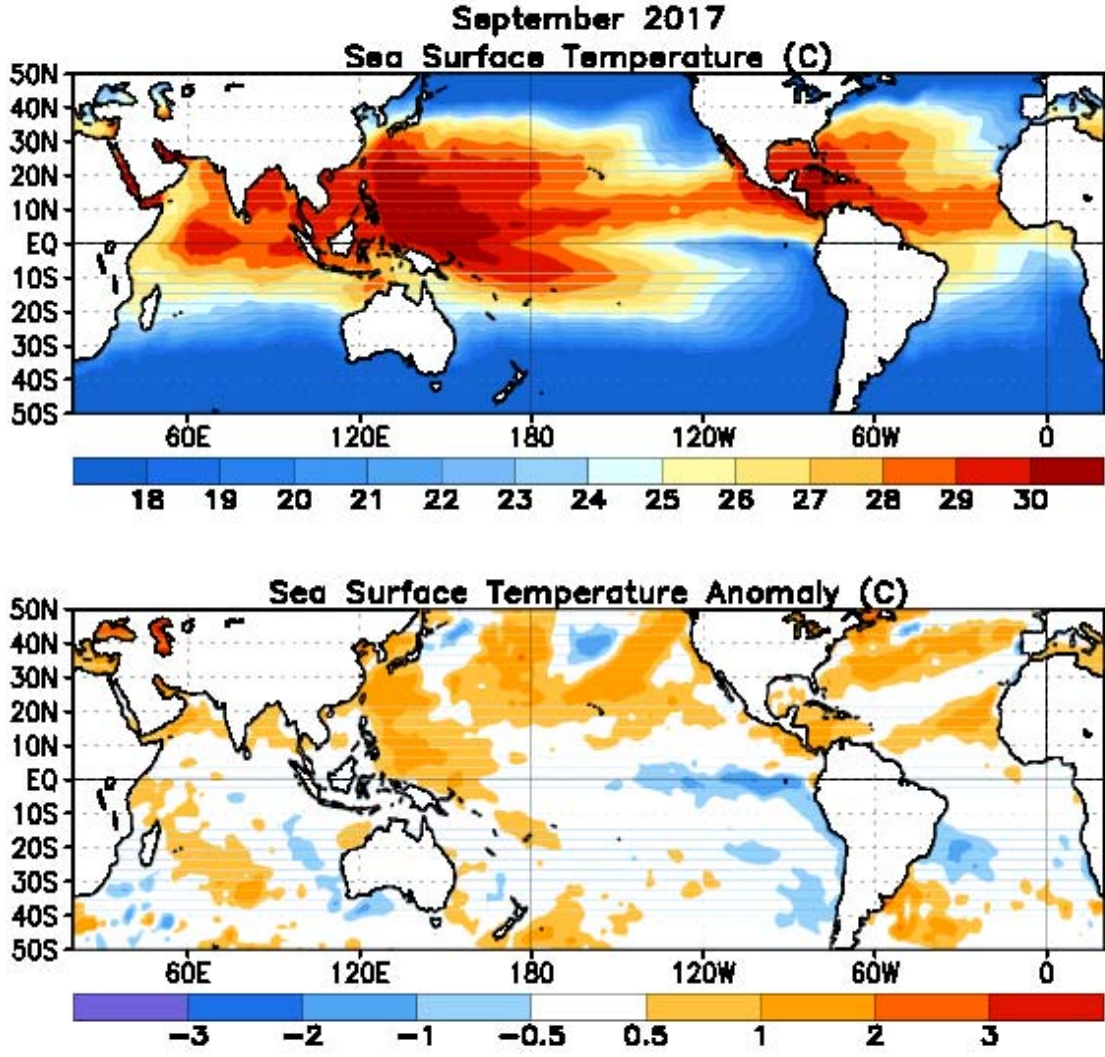 September 2017
Sea Surface Temperature (C)
50N
40N
30N
20N
10N
EQ
10S
20S
30S
40S
50S
60E 120E 180 120W 60W 0
18 19 20 21 22 23 24 25 26 27 28 29 30
Sea Surface Temperature Anomaly (C)
50N
40N
30N
20N
10N
EQ
10S
20S
30S
40S
50S
60E 120E 180 120W 60W 0
-3 -2 -1 -0.5 0.5 1 2 3